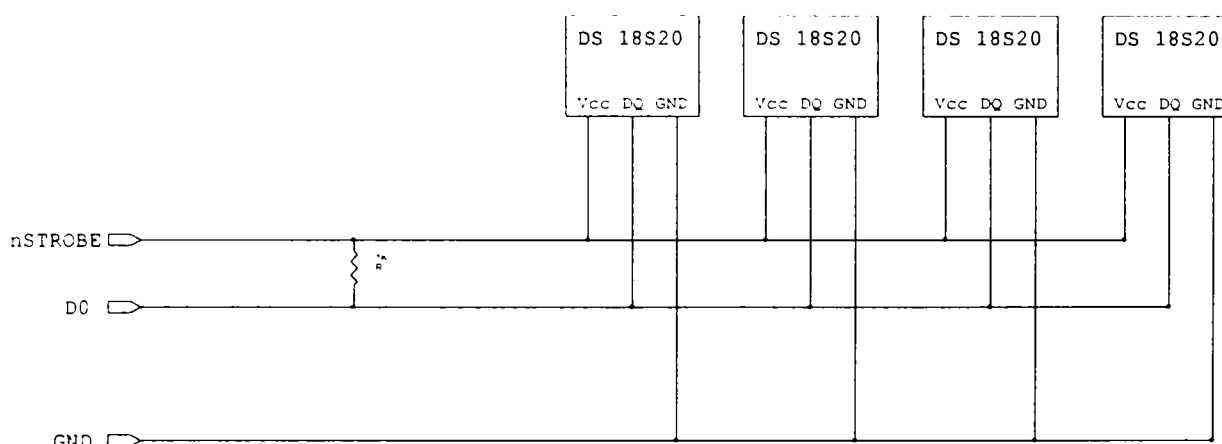 DS 18S20 DS 18S20 DS 18S20 DS 18S20
Vcc DQ GND Vcc DQ GND Vcc DQ GND Vcc DQ GND
nSTROBE
R
D0
GND